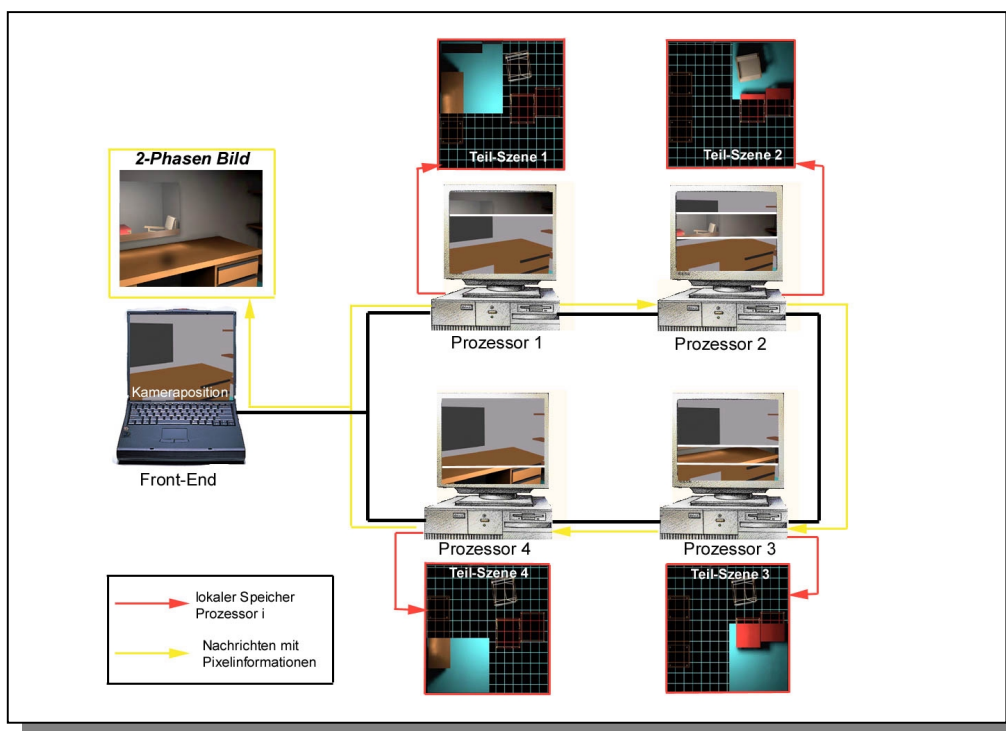 Teil-Szene 1
Teil-Szene 2
2-Phasen Bild
Prozessor 1
Prozessor 2
Kameraposition
Front-End
Prozessor 4
Prozessor 3
Teil-Szene 4
Teil-Szene 3
lokaler Speicher
Prozessor i
Nachrichten mit
Pixelinformationen